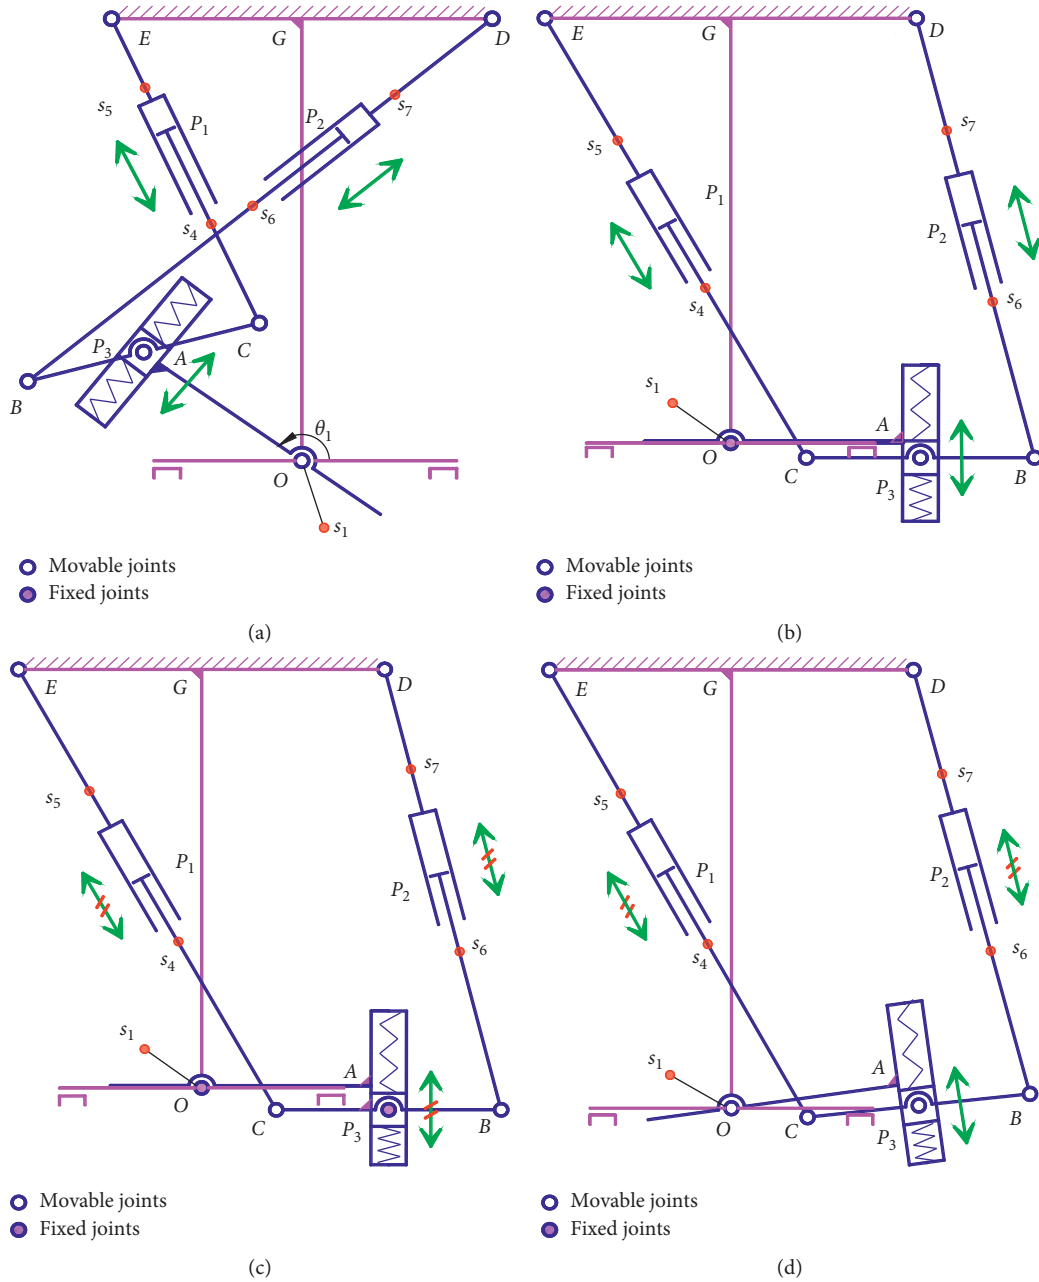 E G D
s5 P1 P2 s7
s4 s6
P3 A C
B θ1
O
s1
Movable joints
Fixed joints
(a)
E G D
s7
s5 P1
P2
s4 s6
s1 A
O C P3 B
Movable joints
Fixed joints
(b)
E G D
s7
s5
P1 P2
s4 s6
s1 A
O C P3 B
Movable joints
Fixed joints
(c)
E G D
s7
s5
P1 P2
s4 s6
s1 A
O C P3 B
Movable joints
Fixed joints
(d)